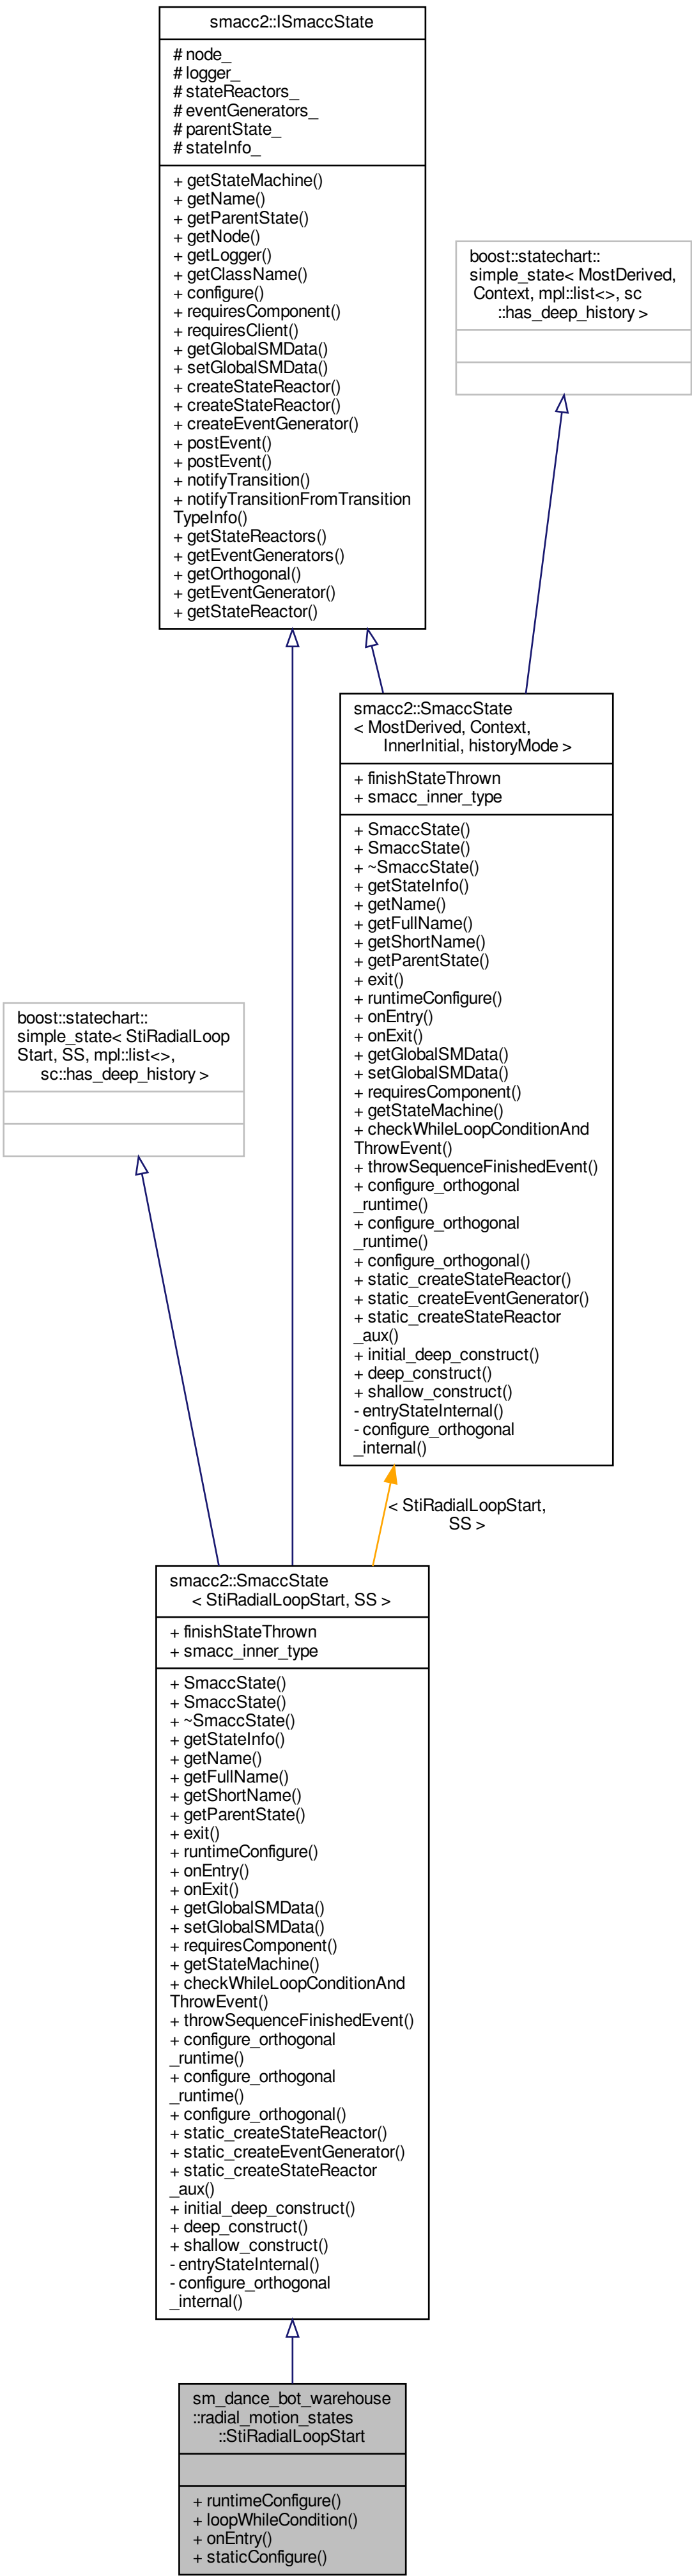 smacc2::ISmaccState
# node_
# logger_
# stateReactors_
# eventGenerators_
# parentState_
# stateInfo_
+ getStateMachine()
+ getName()
+ getParentState()
+ getNode()
+ getLogger()
+ getClassName()
+ configure()
+ requiresComponent()
+ requiresClient()
+ getGlobalSMData()
+ setGlobalSMData()
+ createStateReactor()
+ createStateReactor()
+ createEventGenerator()
+ postEvent()
+ postEvent()
+ notifyTransition()
+ notifyTransitionFromTransition
TypeInfo()
+ getStateReactors()
+ getEventGenerators()
+ getOrthogonal()
+ getEventGenerator()
+ getStateReactor()
boost::statechart::
simple_state< MostDerived,
Context, mpl::list<>, sc
::has_deep_history >
smacc2::SmaccState
< MostDerived, Context,
InnerInitial, historyMode >
+ finishStateThrown
+ smacc_inner_type
+ SmaccState()
+ SmaccState()
+ ~SmaccState()
+ getStateInfo()
+ getName()
+ getFullName()
+ getShortName()
+ getParentState()
+ exit()
+ runtimeConfigure()
+ onEntry()
+ onExit()
+ getGlobalSMData()
+ setGlobalSMData()
+ requiresComponent()
+ getStateMachine()
+ checkWhileLoopConditionAnd
ThrowEvent()
+ throwSequenceFinishedEvent()
+ configure_orthogonal
_runtime()
+ configure_orthogonal
_runtime()
+ configure_orthogonal()
+ static_createStateReactor()
+ static_createEventGenerator()
+ static_createStateReactor
_aux()
+ initial_deep_construct()
+ deep_construct()
+ shallow_construct()
- entryStateInternal()
- configure_orthogonal
_internal()
boost::statechart::
simple_state< StiRadialLoop
Start, SS, mpl::list<>,
sc::has_deep_history >
< StiRadialLoopStart,
SS >
smacc2::SmaccState
< StiRadialLoopStart, SS >
+ finishStateThrown
+ smacc_inner_type
+ SmaccState()
+ SmaccState()
+ ~SmaccState()
+ getStateInfo()
+ getName()
+ getFullName()
+ getShortName()
+ getParentState()
+ exit()
+ runtimeConfigure()
+ onEntry()
+ onExit()
+ getGlobalSMData()
+ setGlobalSMData()
+ requiresComponent()
+ getStateMachine()
+ checkWhileLoopConditionAnd
ThrowEvent()
+ throwSequenceFinishedEvent()
+ configure_orthogonal
_runtime()
+ configure_orthogonal
_runtime()
+ configure_orthogonal()
+ static_createStateReactor()
+ static_createEventGenerator()
+ static_createStateReactor
_aux()
+ initial_deep_construct()
+ deep_construct()
+ shallow_construct()
- entryStateInternal()
- configure_orthogonal
_internal()
sm_dance_bot_warehouse
::radial_motion_states
::StiRadialLoopStart
+ runtimeConfigure()
+ loopWhileCondition()
+ onEntry()
+ staticConfigure()